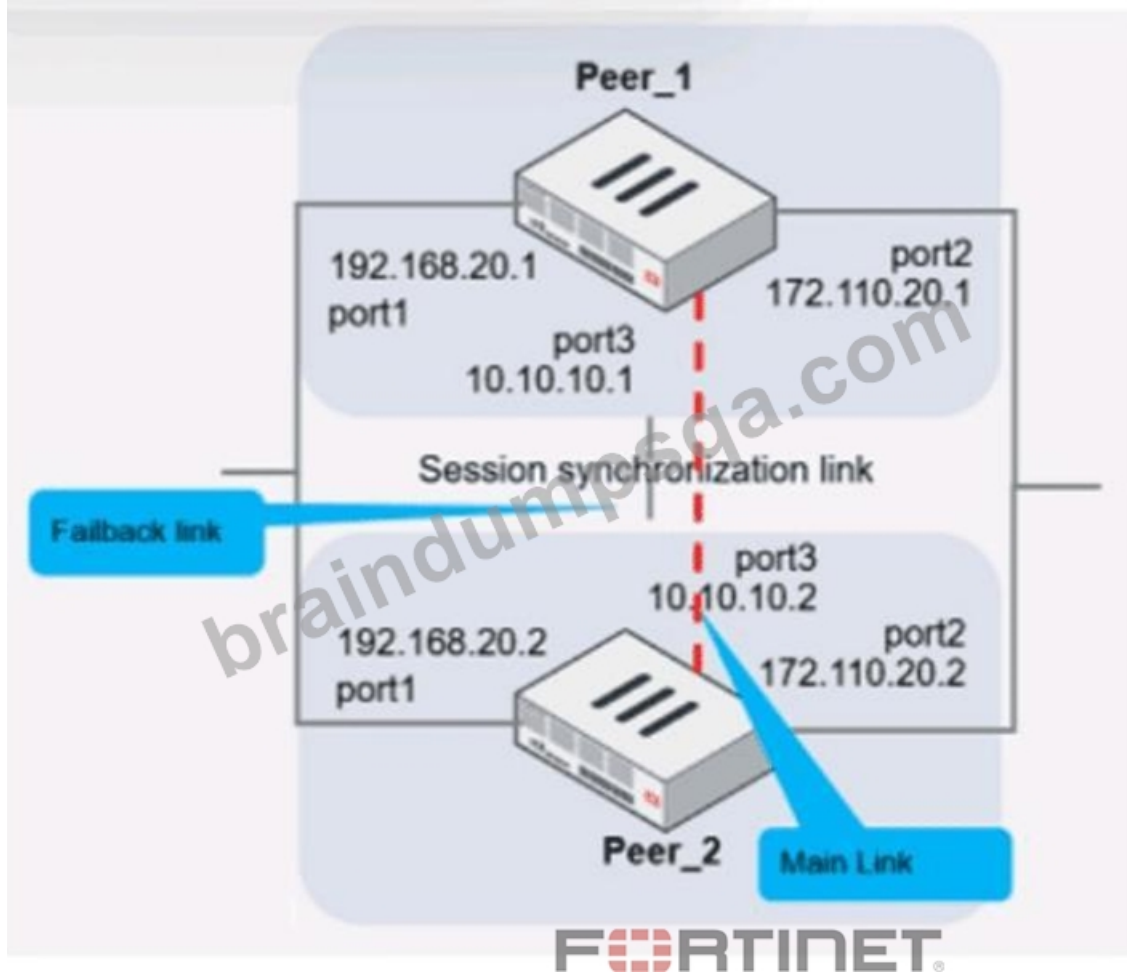 Peer_1
192.168.20.1
port1
port2
172.110.20.1
port3
10.10.10.1
Session synchronization link
Failback link
port3
10.10.10.2
192.168.20.2
port1
port2
172.110.20.2
Peer_2
Main Link
braindumpsqa.com
FORTINET